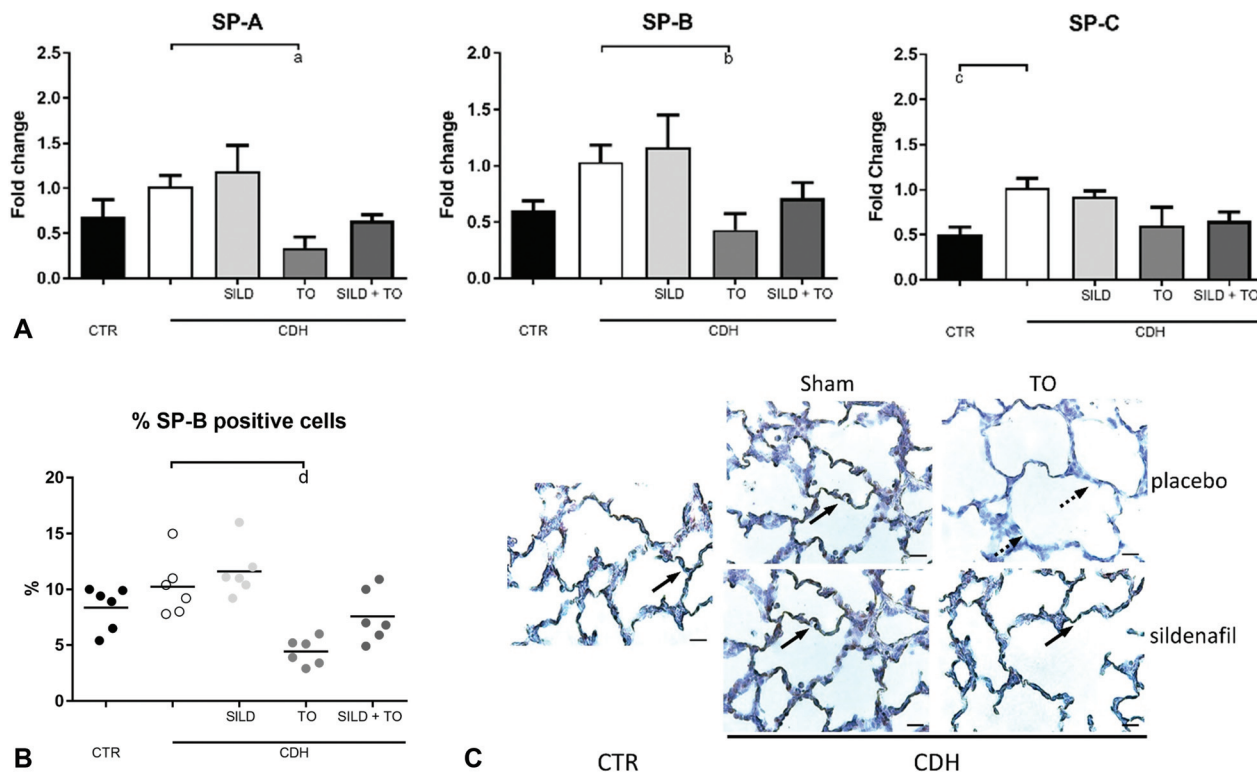 SP-A
a
Fold change
2.5
2.0
1.5
1.0
0.5
0.0
SILD TO SILD + TO
CTR CDH
SP-B
b
Fold change
2.0
1.5
1.0
0.5
0.0
SILD TO SILD + TO
CTR CDH
SP-C
c
Fold Change
2.5
2.0
1.5
1.0
0.5
0.0
SILD TO SILD + TO
CTR CDH
A
% SP-B positive cells
d
%
20
15
10
5
0
SILD TO SILD + TO
CTR CDH
B
Sham TO
placebo
sildenafil
C CTR CDH